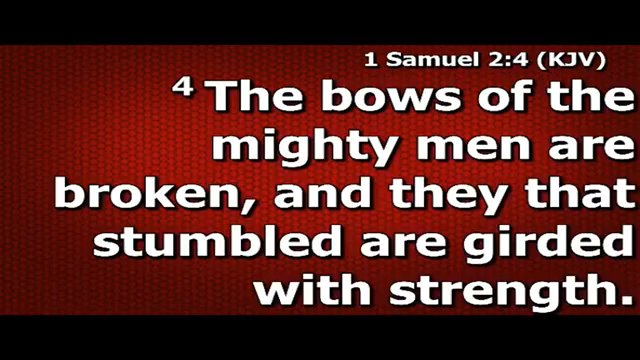 1 Samuel 2:4 (KJV)
4 The bows of the
mighty men are
broken, and they that
stumbled are girded
with strength.